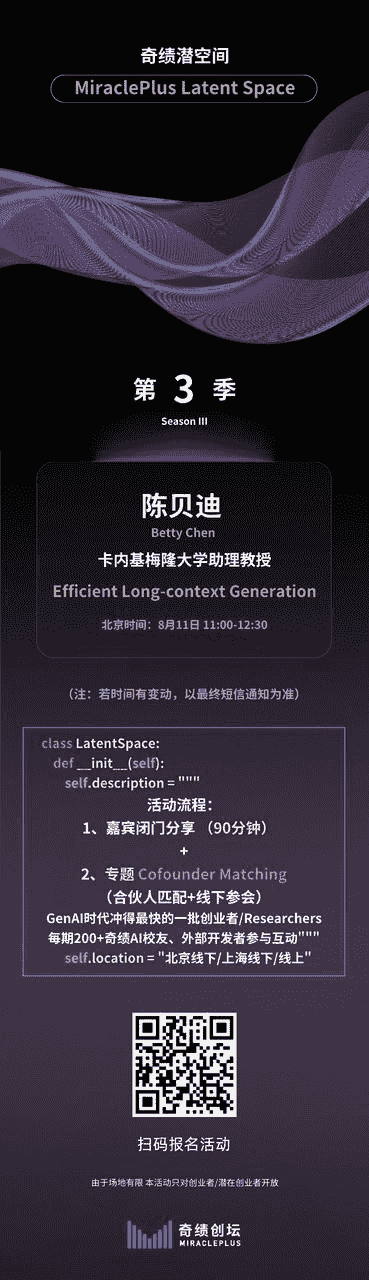 奇绩潜空间
MiraclePlus Latent Space
第 3 季
Season III
陈贝迪
Betty Chen
卡内基梅隆大学助理教授
Efficient Long-context Generation
北京时间：8月11日 11:00-12:30
（注：若时间有变动，以最终短信通知为准）
class LatentSpace:
def __init__(self):
self.description = """
活动流程：
1、嘉宾闭门分享 （90分钟）
+
2、专题 Cofounder Matching
（合伙人匹配+线下参会）
GenAI时代冲得最快的一批创业者/Researchers
每期200+奇绩AI校友、外部开发者参与互动"""
self.location = "北京线下/上海线下/线上"
扫码报名活动
由于场地有限 本活动只对创业者/潜在创业者开放
奇绩创坛
MIRACLEPLUS